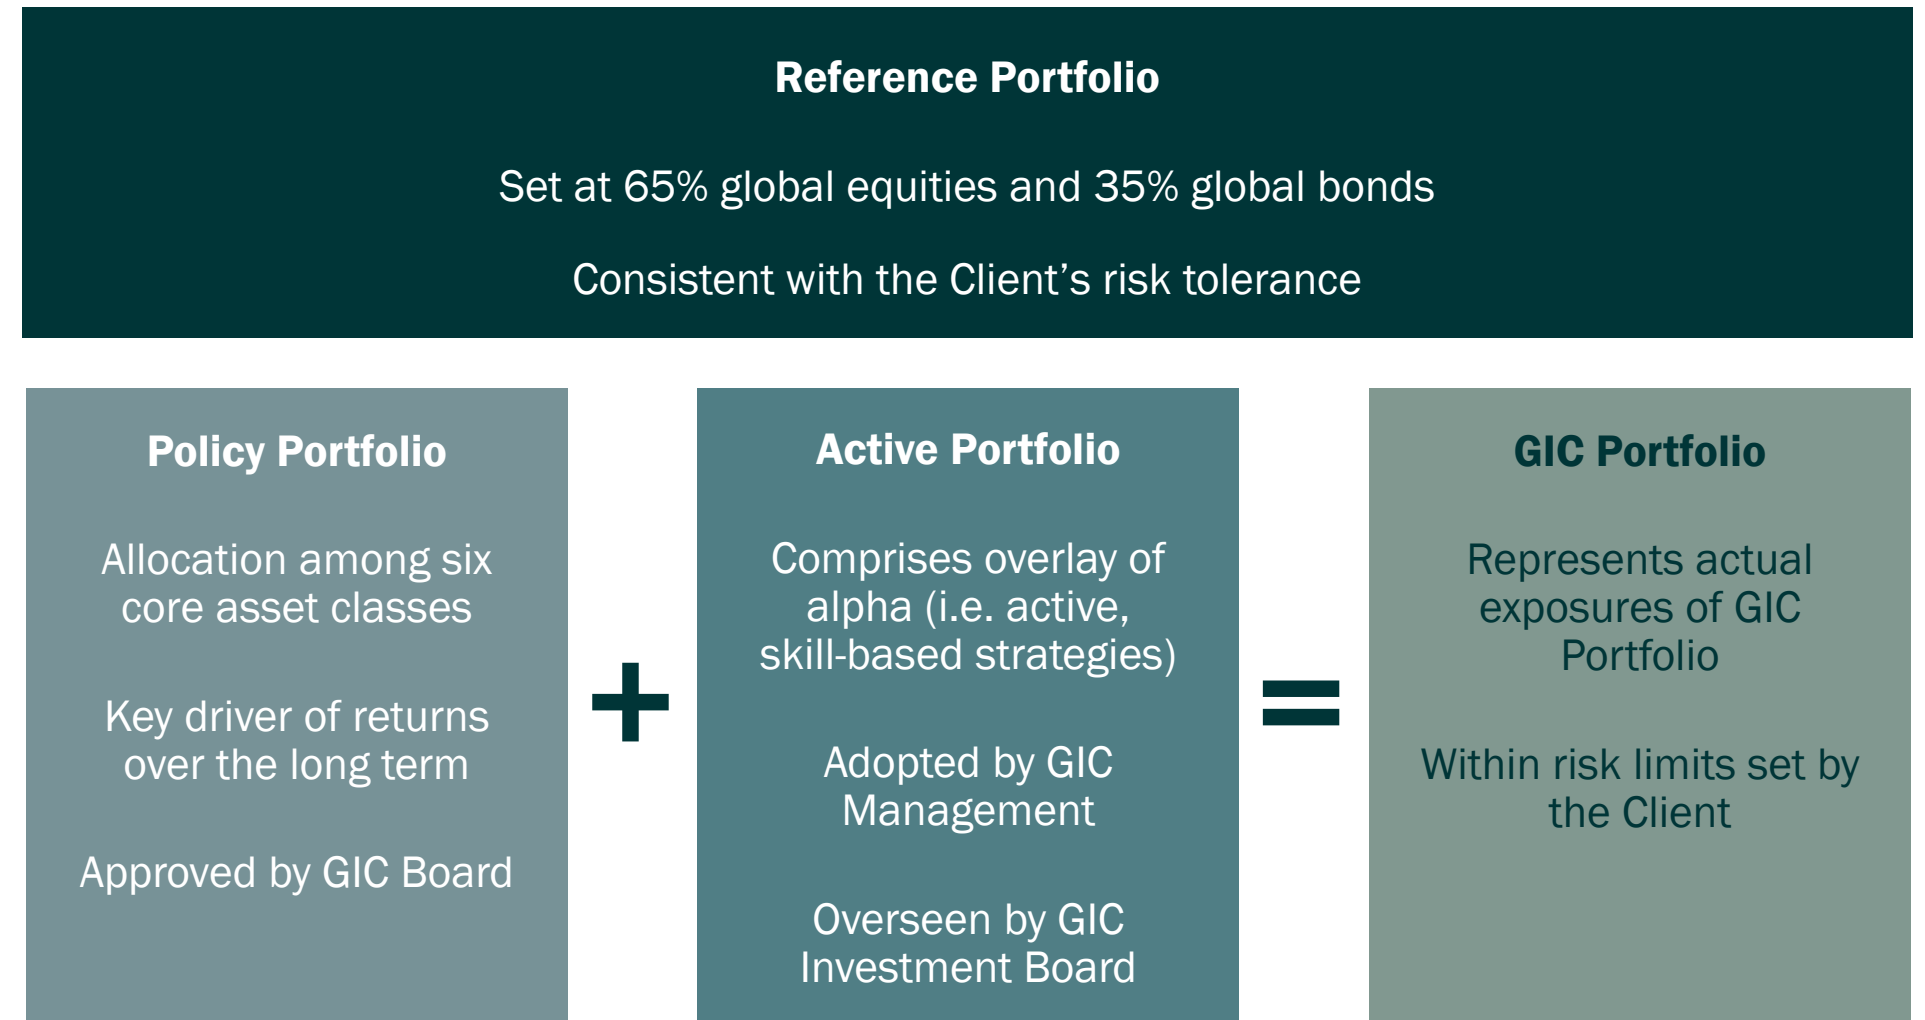 Reference Portfolio
Set at 65% global equities and 35% global bonds
Consistent with the Client’s risk tolerance
Policy Portfolio
Allocation among six
core asset classes
Key driver of returns
over the long term
Approved by GIC Board
+
Active Portfolio
Comprises overlay of
alpha (i.e. active,
skill-based strategies)
Adopted by GIC
Management
Overseen by GIC
Investment Board
=
GIC Portfolio
Represents actual
exposures of GIC
Portfolio
Within risk limits set by
the Client